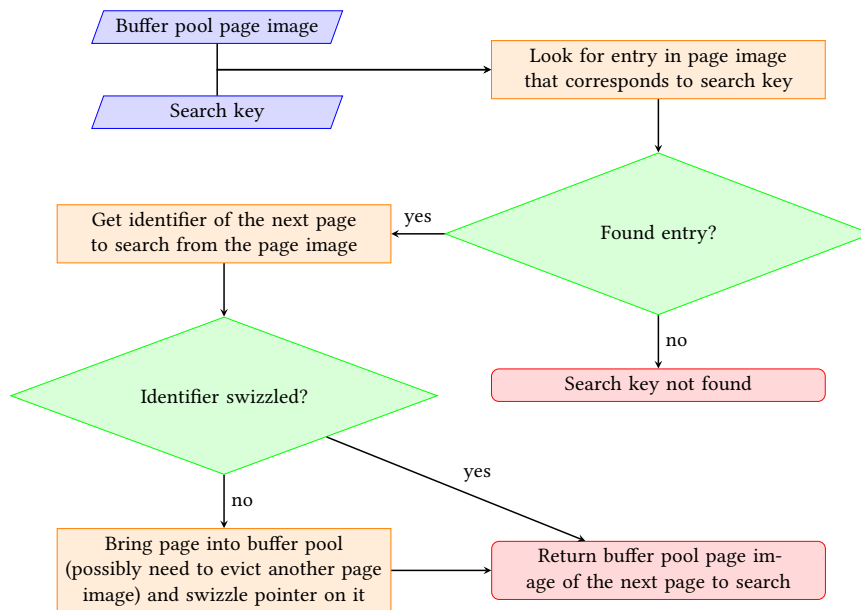 Buffer pool page image
Search key
Look for entry in page image
that corresponds to search key
Found entry?
yes
no
Get identifier of the next page
to search from the page image
Search key not found
Identifier swizzled?
yes
no
Bring page into buffer pool
(possibly need to evict another page
image) and swizzle pointer on it
Return buffer pool page im-
age of the next page to search